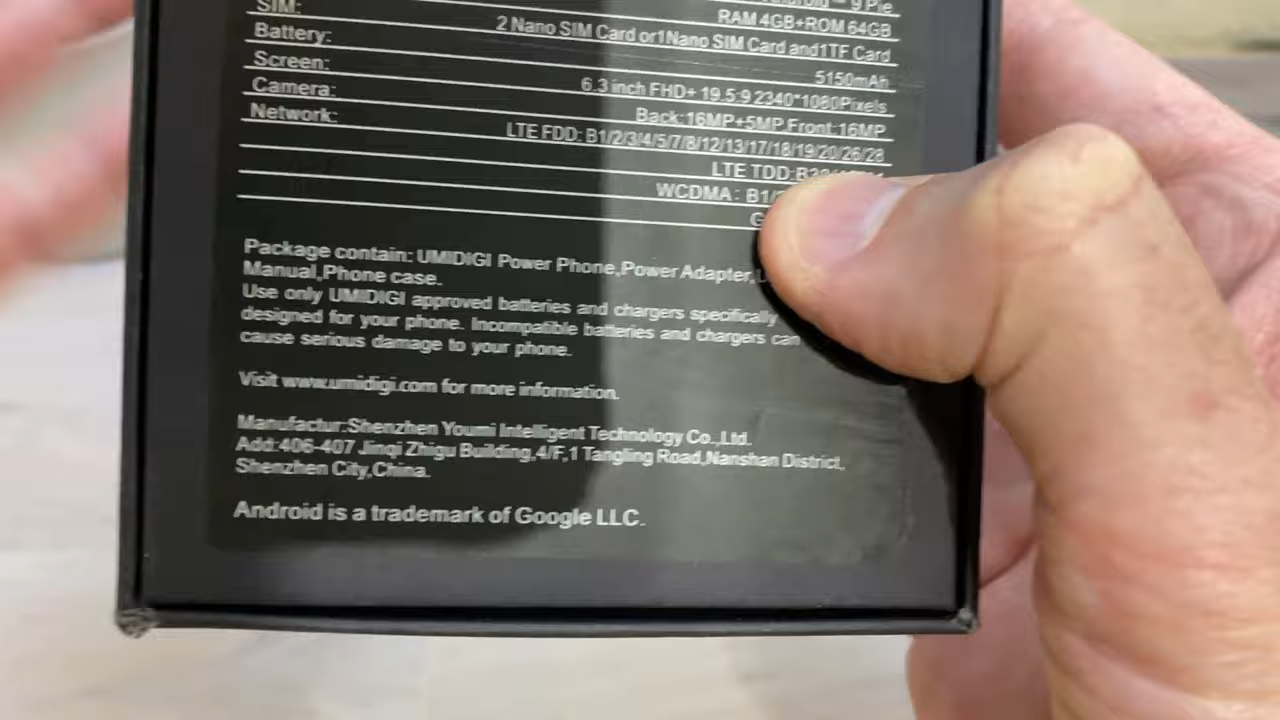 9 Pie
RAM 4GB+ROM 64GB
SIM:
2 Nano SIM Card or1Nano SIM Card and1TF Card
Battery:
5150mAh
Screen:
6.3 inch FHD+ 19.5:9 2340*1080Pixels
Camera:
Back:16MP+5MP,Front:16MP
Network:
LTE FDD: B1/2/3/4/5/7/8/12/13/17/18/19/20/26/28
LTE TDD:
WCDMA: B1/
Package contain: UMIDIGI Power Phone,Power Adapter,
Manual,Phone case.
Use only UMIDIGI approved batteries and chargers specifically
designed for your phone. Incompatible batteries and chargers can
cause serious damage to your phone.
Visit www.umidigi.com for more information.
Manufactur:Shenzhen Youmi Intelligent Technology Co.,Ltd.
Add:406-407 Jinqi Zhigu Building,4/F,1 Tangling Road,Nanshan District,
Shenzhen City,China.
Android is a trademark of Google LLC.